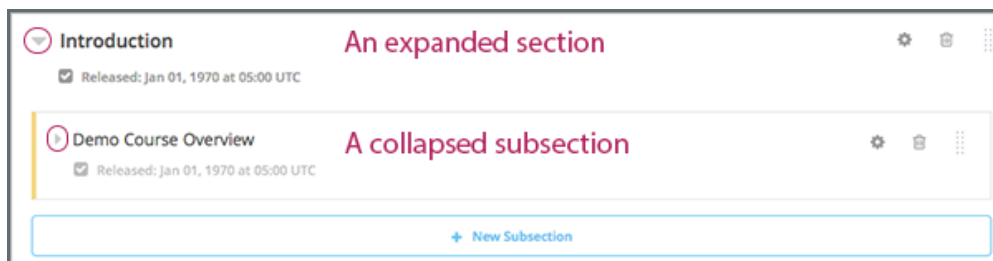 Introduction An expanded section
Released: Jan 01, 1970 at 05:00 UTC
Demo Course Overview A collapsed subsection
Released: Jan 01, 1970 at 05:00 UTC
+ New Subsection